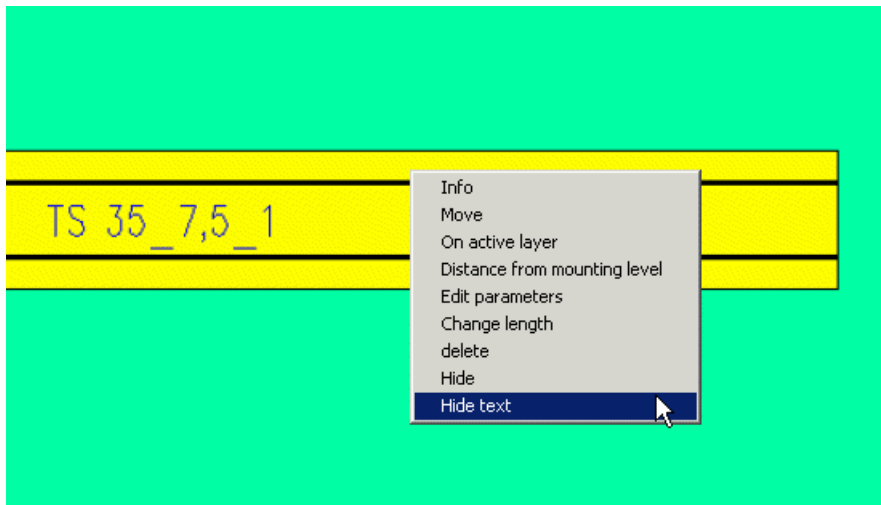 TS 35_7,5_1
Info
Move
On active layer
Distance from mounting level
Edit parameters
Change length
delete
Hide
Hide text